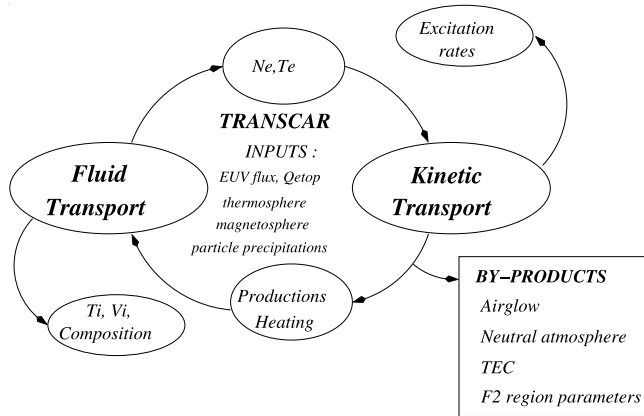 Excitation
rates
Ne,Te
TRANSCAR
INPUTS :
EUV flux, Qetop
thermosphere
magnetosphere
particle precipitations
Fluid
Transport
Kinetic
Transport
Productions
Heating
Ti, Vi,
Composition
BY−PRODUCTS
Airglow
Neutral atmosphere
TEC
F2 region parameters